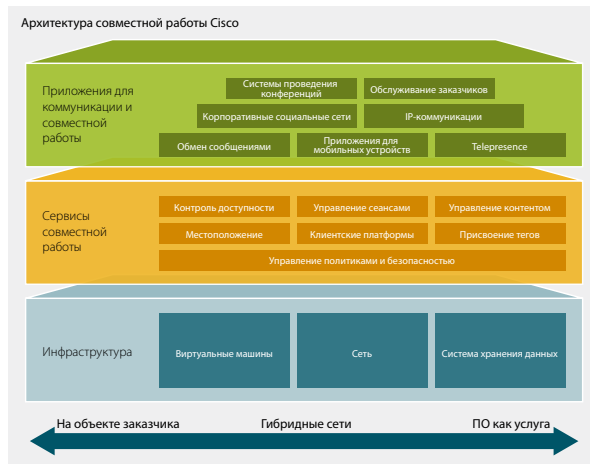 Архитектура совместной работы Cisco
Приложения для
коммуникации и
совместной
работы
Системы проведения
конференций
Обслуживание заказчиков
Корпоративные социальные сети
IP-коммуникации
Обмен сообщениями
Приложения для
мобильных устройств
Telepresence
Сервисы
совместной
работы
Контроль доступности
Управление сеансами
Управление контентом
Местоположение
Клиентские платформы
Присвоение тегов
Управление политиками и безопасностью
Инфраструктура
Виртуальные машины
Сеть
Система хранения данных
На объекте заказчика
Гибридные сети
ПО как услуга